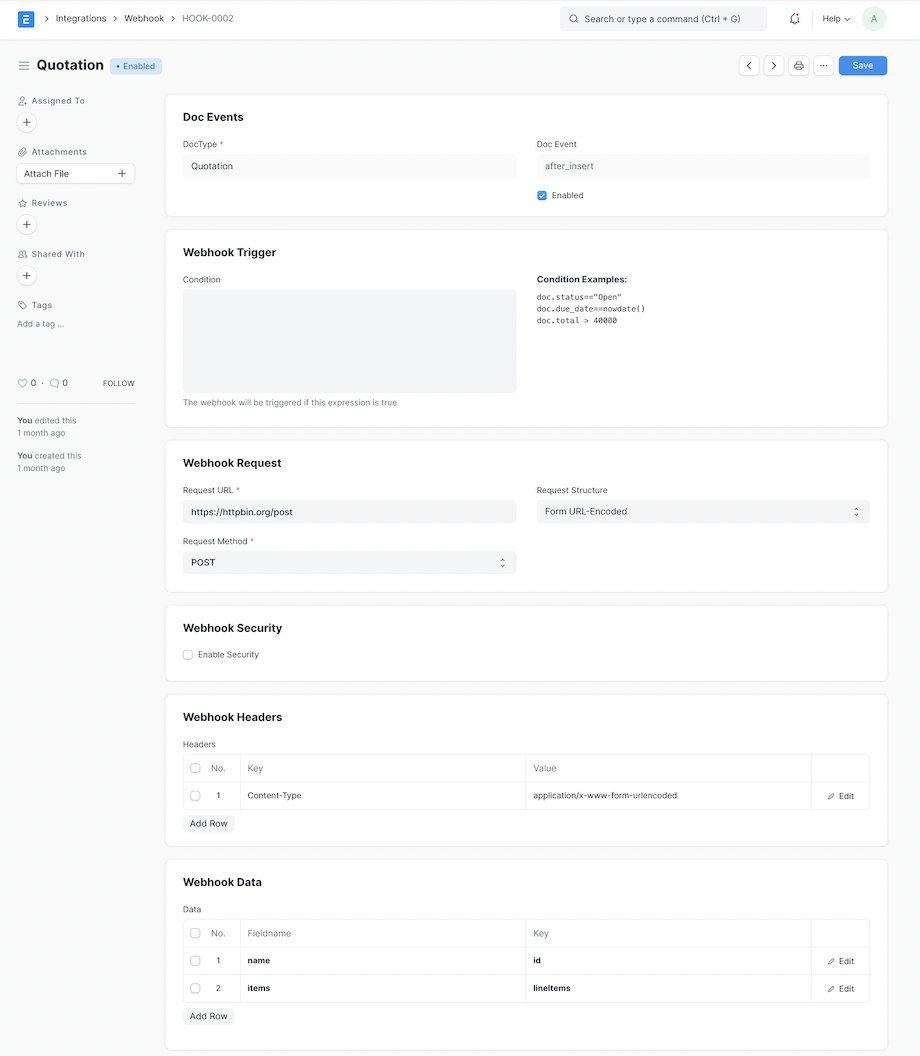 E Integrations Webhook HOOK-0002 Search or type a command (Ctrl + G) Help A
Quotation • Enabled ... Save
Assigned To
+
Attachments
Attach File +
Reviews
+
Shared With
+
Tags
Add a tag ...
0 · 0 FOLLOW
You edited this
1 month ago
You created this
1 month ago
Doc Events
DocType * Doc Event
Quotation after_insert
Enabled
Webhook Trigger
Condition Condition Examples:
doc.status=="Open"
doc.due_date==nowdate()
doc.total > 40000
The webhook will be triggered if this expression is true
Webhook Request
Request URL * Request Structure
https://httpbin.org/post Form URL-Encoded
Request Method *
POST
Webhook Security
Enable Security
Webhook Headers
Headers
No. Key Value
1 Content-Type application/x-www-form-urlencoded Edit
Add Row
Webhook Data
Data
No. Fieldname Key
1 name id Edit
2 items lineItems Edit
Add Row